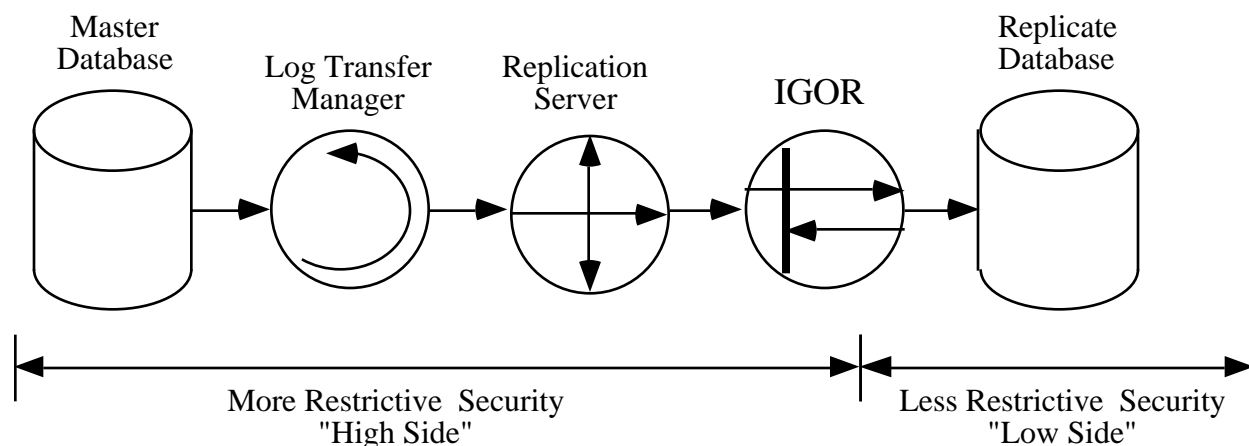 Master
Database
Log Transfer
Manager
Replication
Server
IGOR
Replicate
Database
More Restrictive Security
"High Side"
Less Restrictive Security
"Low Side"